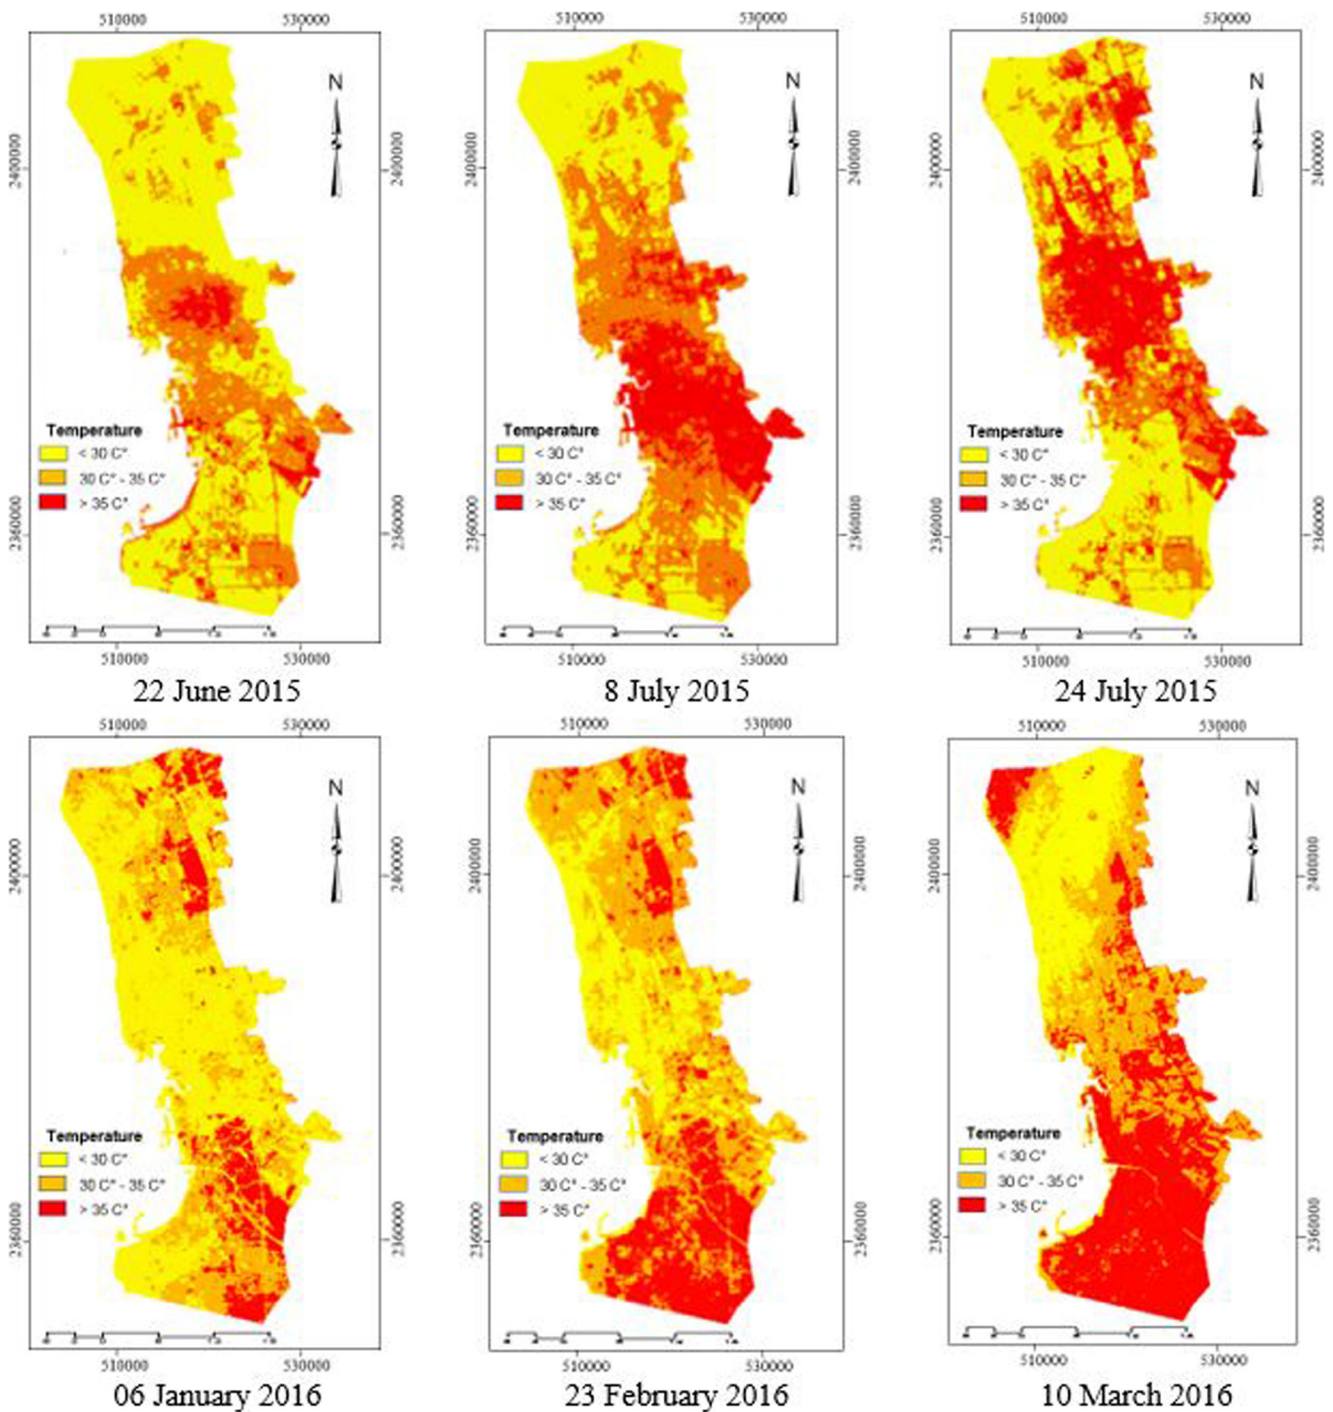 510000 530000
510000 530000
510000 530000
N
N
N
2400000 2400000
2400000 2400000
2400000 2400000
Temperature
< 30 C°
30 C° - 35 C°
> 35 C°
Temperature
< 30 C°
30 C° - 35 C°
> 35 C°
Temperature
< 30 C°
30 C° - 35 C°
> 35 C°
2360000 2360000
2360000 2360000
2360000 2360000
510000 530000
510000 530000
510000 530000
22 June 2015
8 July 2015
24 July 2015
510000 530000
510000 530000
510000 530000
N
N
N
2400000 2400000
2400000 2400000
2400000 2400000
Temperature
< 30 C°
30 C° - 35 C°
> 35 C°
Temperature
< 30 C°
30 C° - 35 C°
> 35 C°
Temperature
< 30 C°
30 C° - 35 C°
> 35 C°
2360000 2360000
2360000 2360000
2360000 2360000
510000 530000
510000 530000
510000 530000
06 January 2016
23 February 2016
10 March 2016